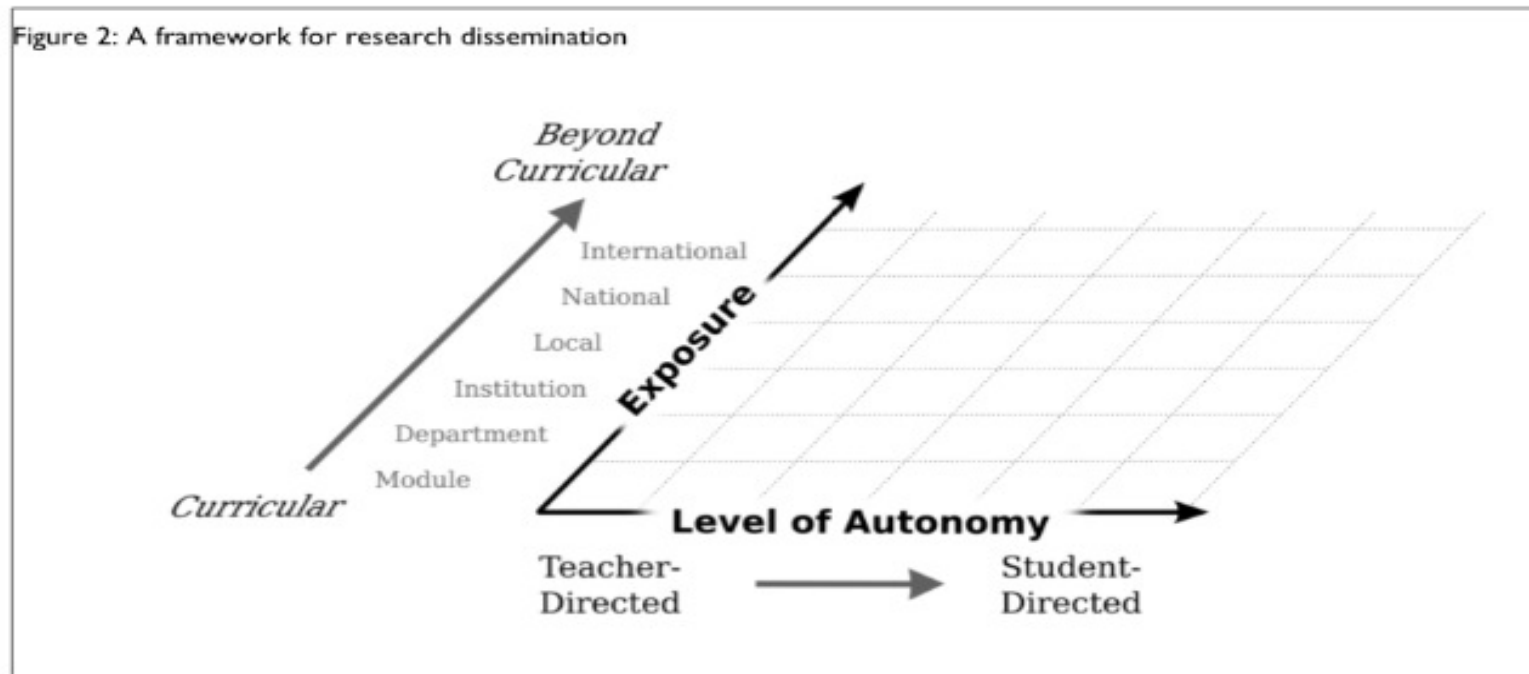 Figure 2: A framework for research dissemination
Beyond
Curricular
International
National
Local
Institution
Department
Module
Curricular
Exposure
Level of Autonomy
Teacher-
Directed
Student-
Directed